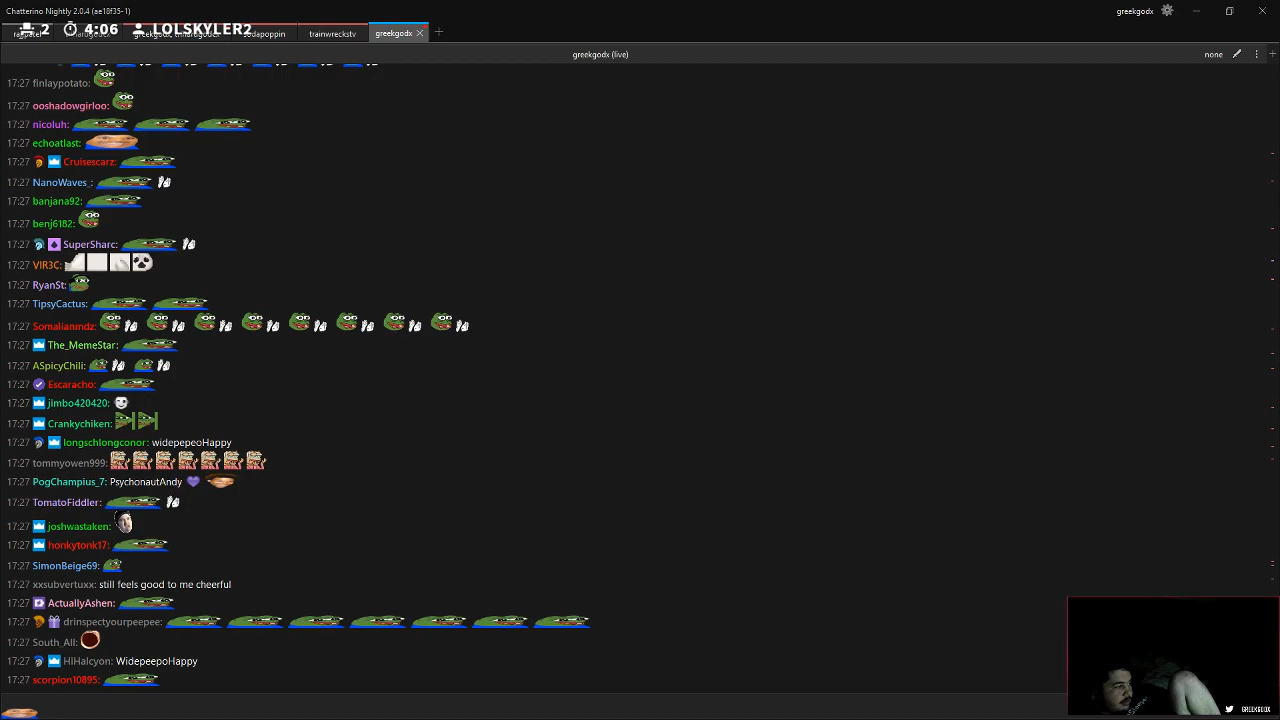 Chatterino Nightly 2.0.4 (ae18f35-1)
greekgodx
2 4:06 LOLSKYLER2
sodapoppin
trainwreckstv
greekgodx
greekgodx (live)
none
17:27 finlaypotato:
17:27 ooshadowgirloo:
17:27 nicoluh:
17:27 echoatlast:
17:27 Cruisescarz:
17:27 NanoWaves_:
17:27 banjana92:
17:27 benj6182:
17:27 SuperSharc:
17:27 VIR3C:
17:27 RyanSt:
17:27 TipsyCactus:
17:27 Somalianmdz:
17:27 The_MemeStar:
17:27 ASpicyChili:
17:27 Escaracho:
17:27 jimbo420420:
17:27 Crankychiken:
17:27 longschlongconor: widepepeoHappy
17:27 tommyowen999:
17:27 PogChampius_7: PsychonautAndy
17:27 TomatoFiddler:
17:27 joshwastaken:
17:27 honkytonk17:
17:27 SimonBeige69:
17:27 xxsubvertuxx: still feels good to me cheerful
17:27 ActuallyAshen:
17:27 drinspectyourpeepee:
17:27 South_All:
17:27 HiHalcyon: WidepeepoHappy
17:27 scorpion10895:
GREEKGODX